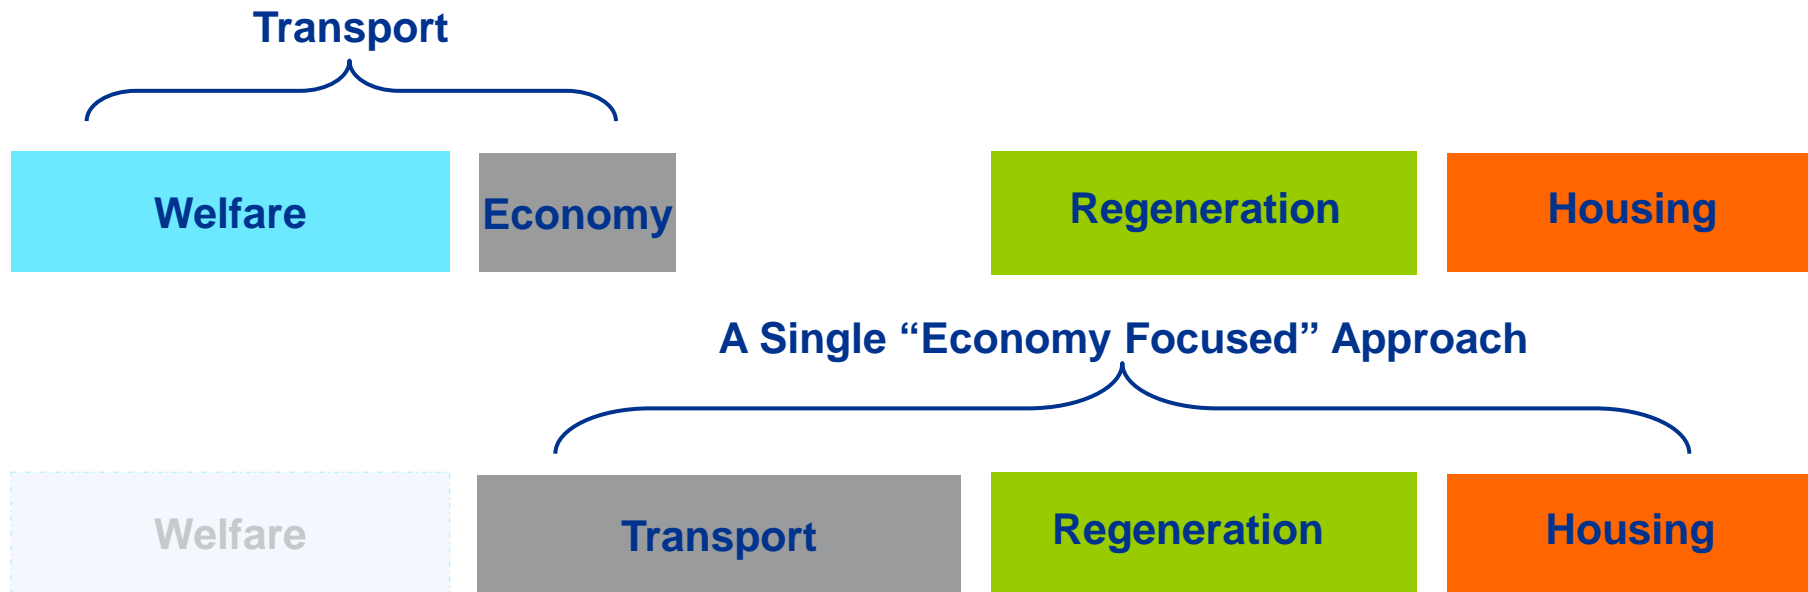 Transport
Welfare
Economy
Regeneration
Housing
A Single “Economy Focused” Approach
Welfare
Transport
Regeneration
Housing